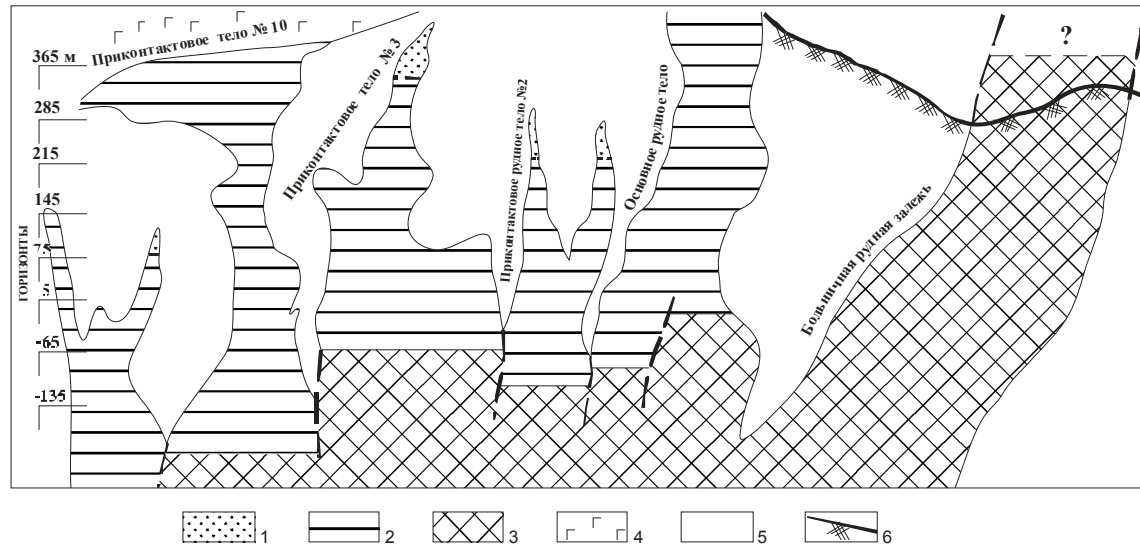 Приконтактовое тело № 10
Приконтактовое тело № 3
Приконтактовое рудное тело №2
Основное рудное тело
Больничная рудная залежь
?
ГОРИЗОНТЫ
365 м
285
215
145
75
5
-65
-135
1
2
3
4
5
6